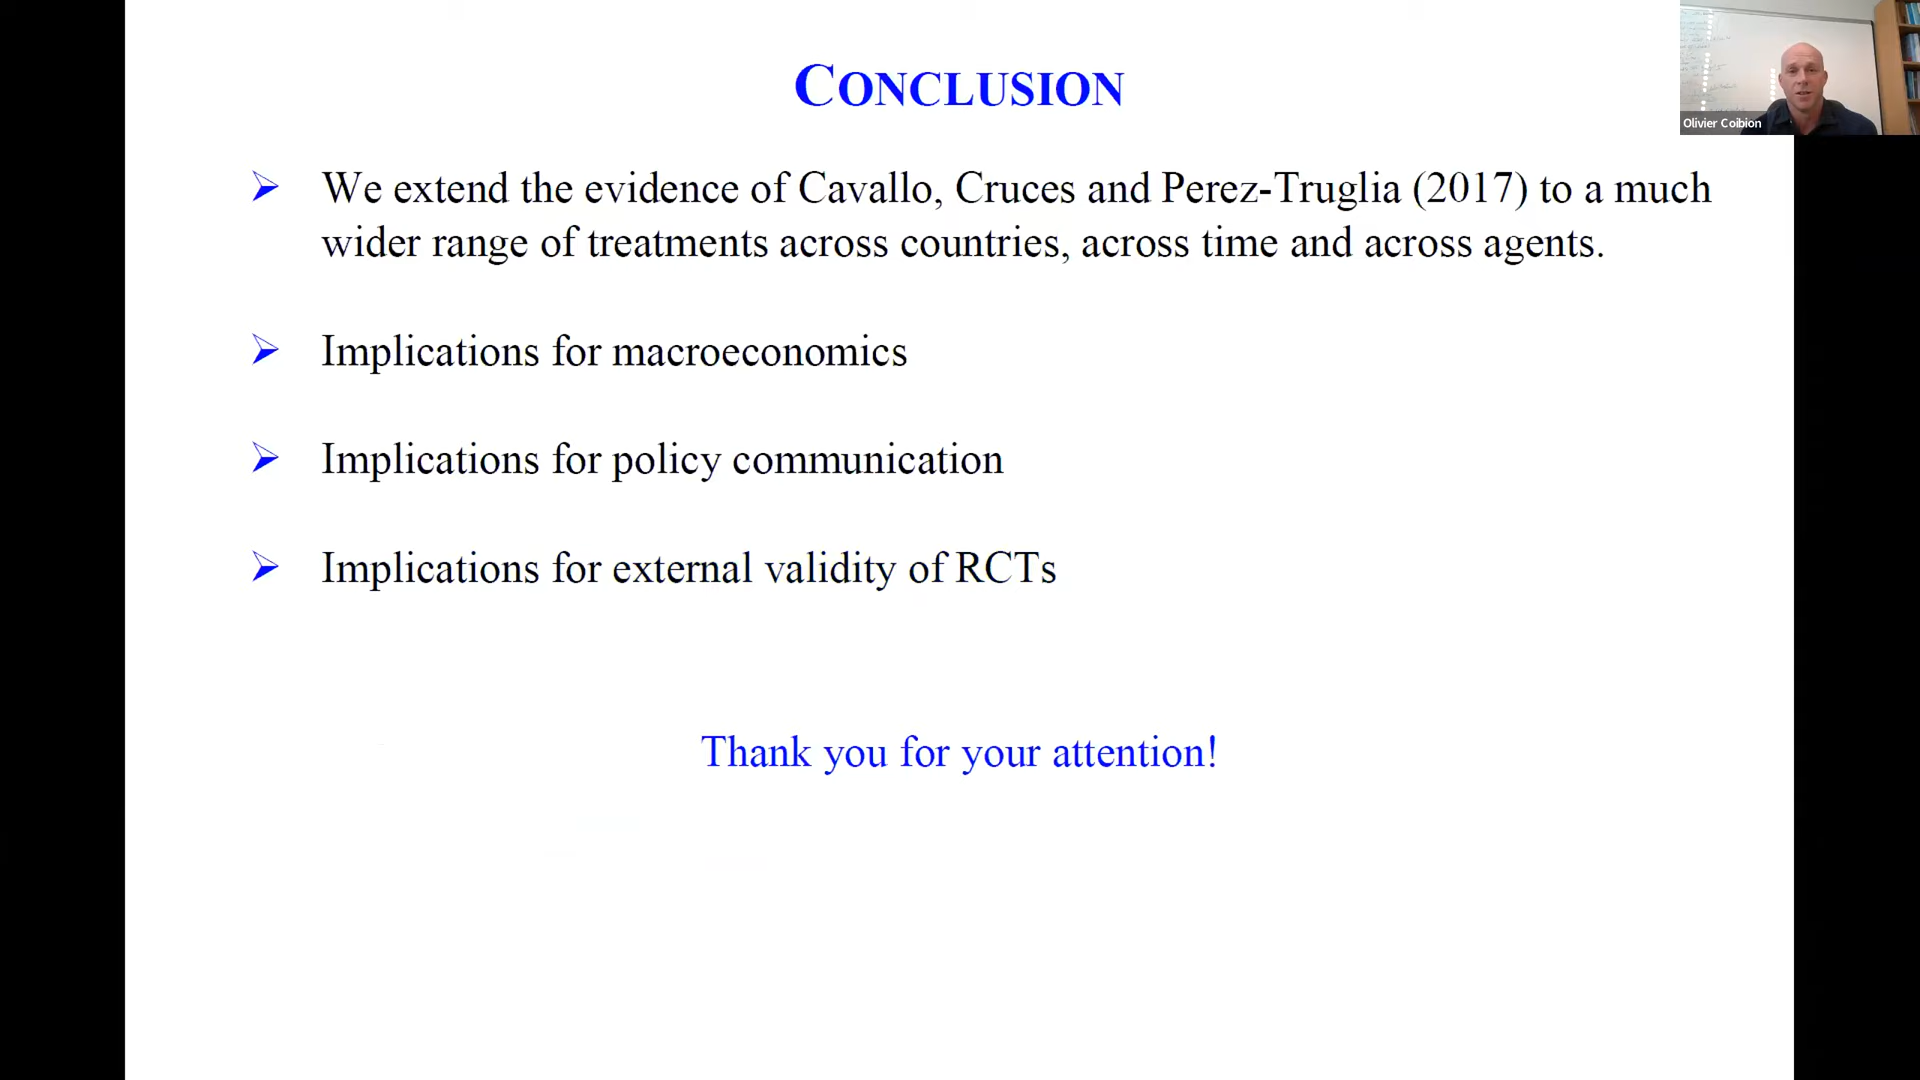 CONCLUSION
Olivier Coibion
➢ We extend the evidence of Cavallo, Cruces and Perez-Truglia (2017) to a much
wider range of treatments across countries, across time and across agents.
➢ Implications for macroeconomics
➢ Implications for policy communication
➢ Implications for external validity of RCTs
Thank you for your attention!